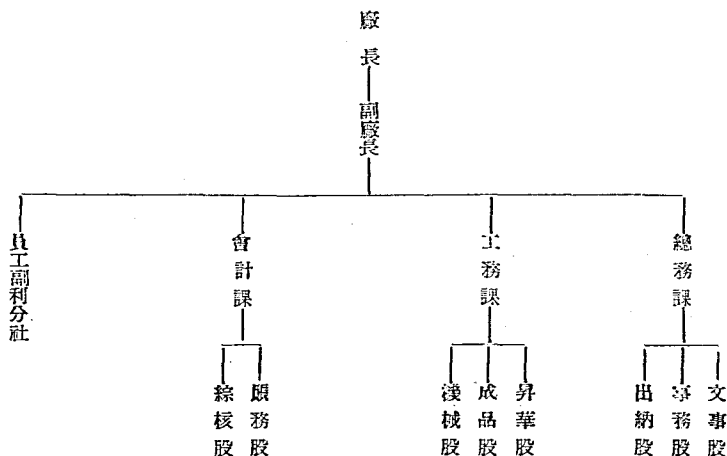 廠長
副廠長
總務課
工務課
會計課
員工副利分社
文事股
事務股
出納股
昇華股
成品股
械股
務股
綜核股